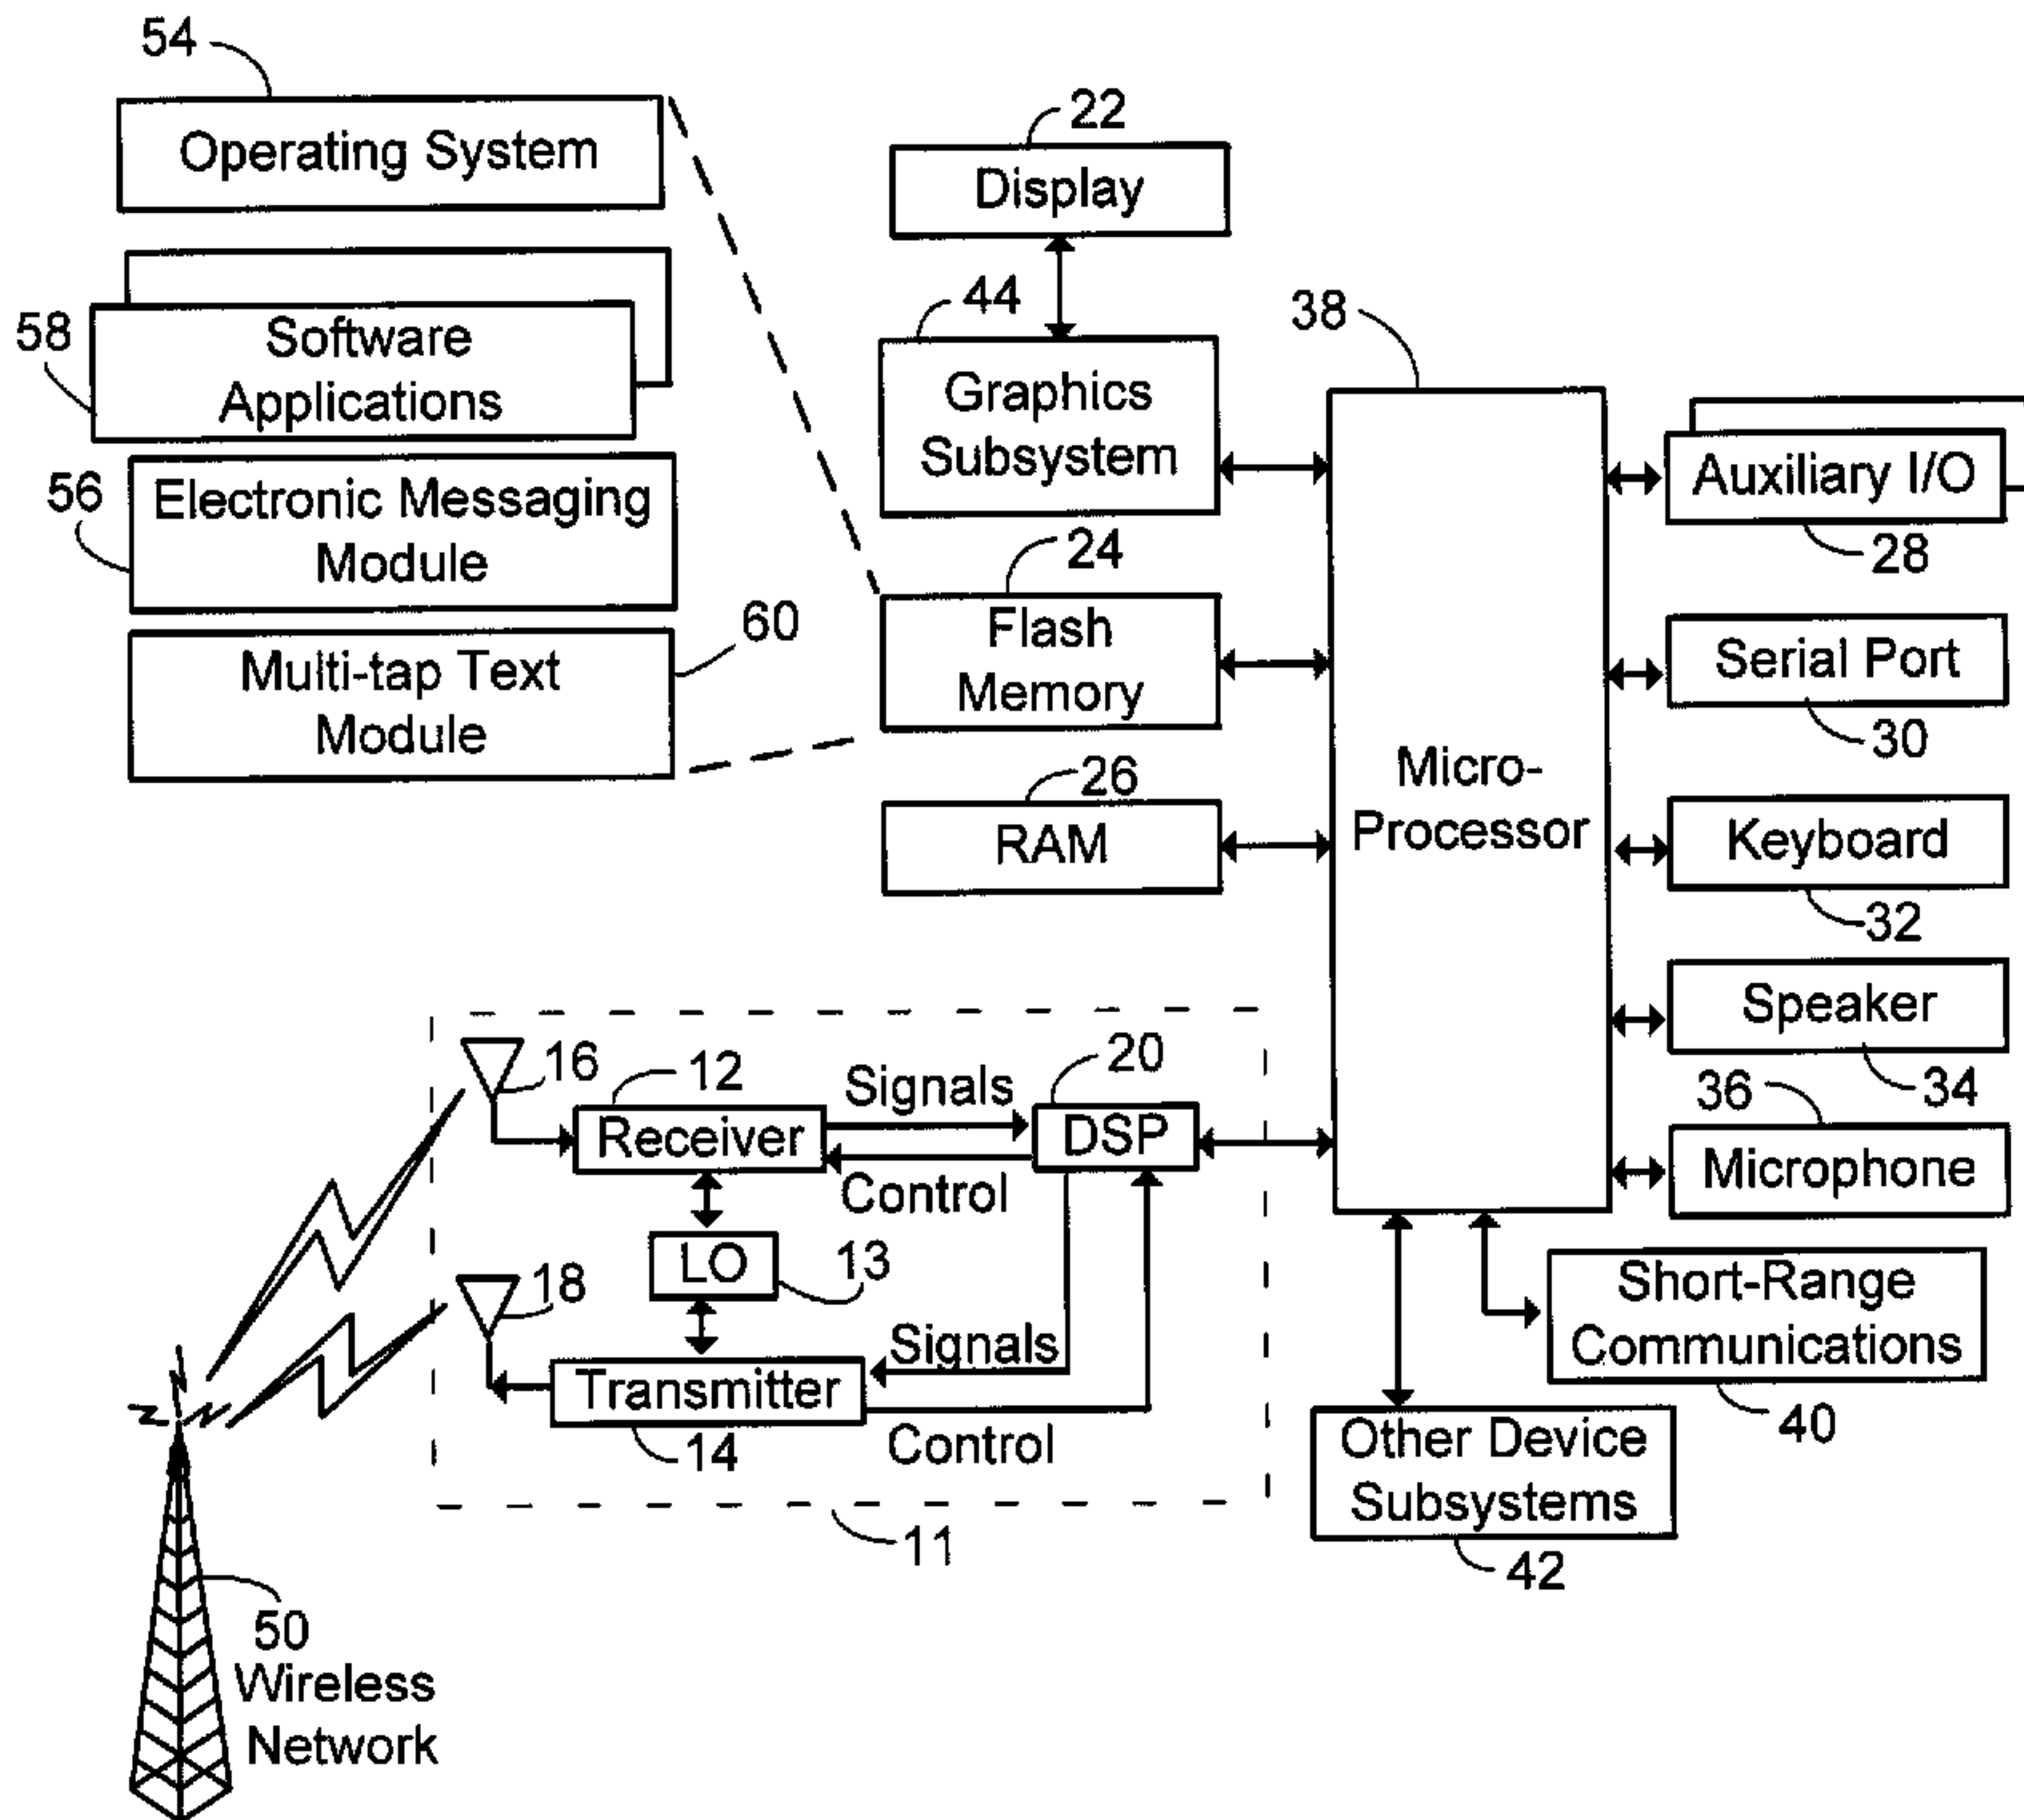 54
Operating System
58
Software
Applications
56
Electronic Messaging
Module
60
Multi-tap Text
Module
22
Display
44
Graphics
Subsystem
24
Flash
Memory
26
RAM
38
Micro-
Processor
Auxiliary I/O
28
Serial Port
30
Keyboard
32
Speaker
34
36
Microphone
Short-Range
Communications
40
Other Device
Subsystems
42
16
12
Receiver
Signals
Control
20
DSP
LO
13
18
Transmitter
14
Signals
Control
11
50
Wireless
Network